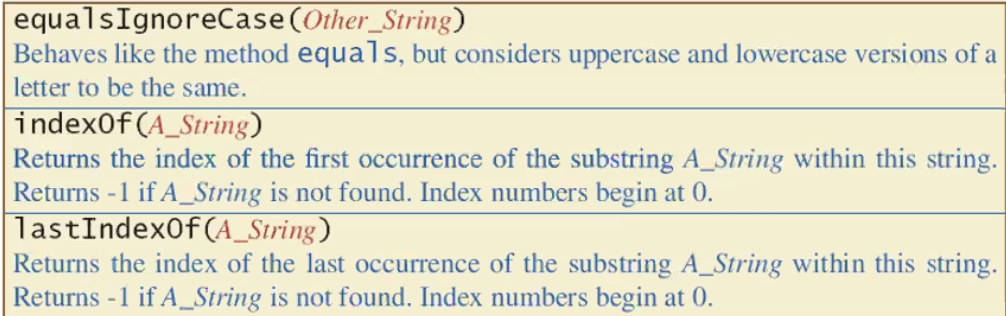 equalsIgnoreCase(Other_String)
Behaves like the method equals, but considers uppercase and lowercase versions of a
letter to be the same.
indexOf(A_String)
Returns the index of the first occurrence of the substring A_String within this string.
Returns -1 if A_String is not found. Index numbers begin at 0.
lastIndexOf(A_String)
Returns the index of the last occurrence of the substring A_String within this string.
Returns -1 if A_String is not found. Index numbers begin at 0.